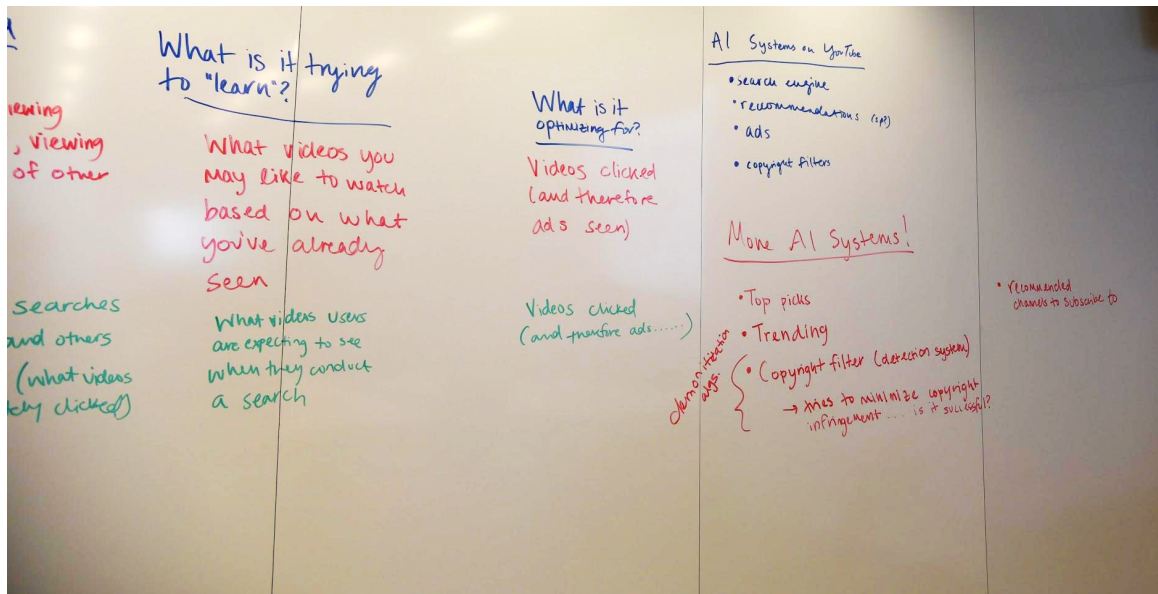 iewing
, viewing
of other
searches
and others
(what videos
clicked)
What is it trying
to "learn"?
What videos you
may like to watch
based on what
you've already
seen
What videos users
are expecting to see
when they conduct
a search
What is it
optimizing for?
Videos clicked
(and therefore
ads seen)
Videos clicked
(and therefore ads......)
AI Systems on YouTube
• search engine
• recommendations (sp?)
• ads
• copyright filters
More AI Systems!
• Top picks
• Trending
• Copyright filter (detection system)
→ tries to minimize copyright
infringement.... is it successful?
demonitization
algs.
• recommended
channels to subscribe to